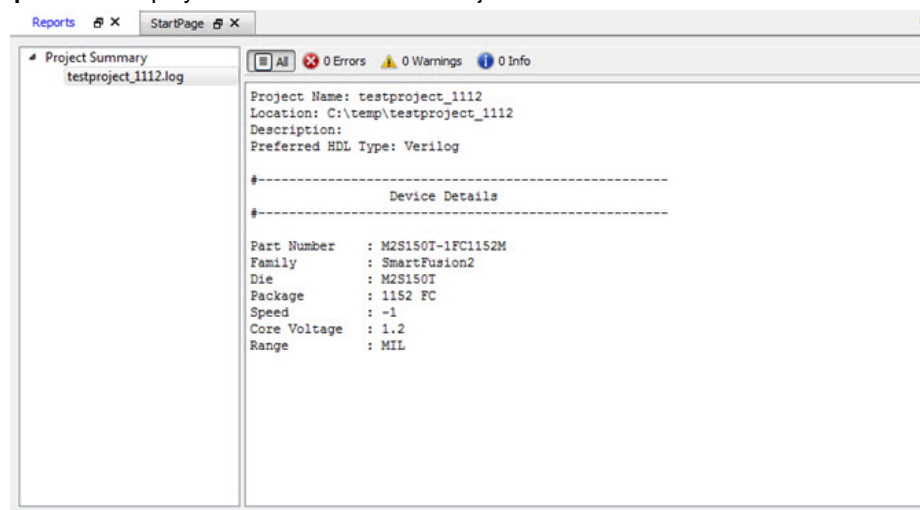 Reports StartPage
Project Summary
testproject_1112.log
All 0 Errors 0 Warnings 0 Info
Project Name: testproject_1112
Location: C:\temp\testproject_1112
Description:
Preferred HDL Type: Verilog
#-----------------------------------------------------
Device Details
#-----------------------------------------------------
Part Number : M2S150T-1FC1152M
Family : SmartFusion2
Die : M2S150T
Package : 1152 FC
Speed : -1
Core Voltage : 1.2
Range : MIL